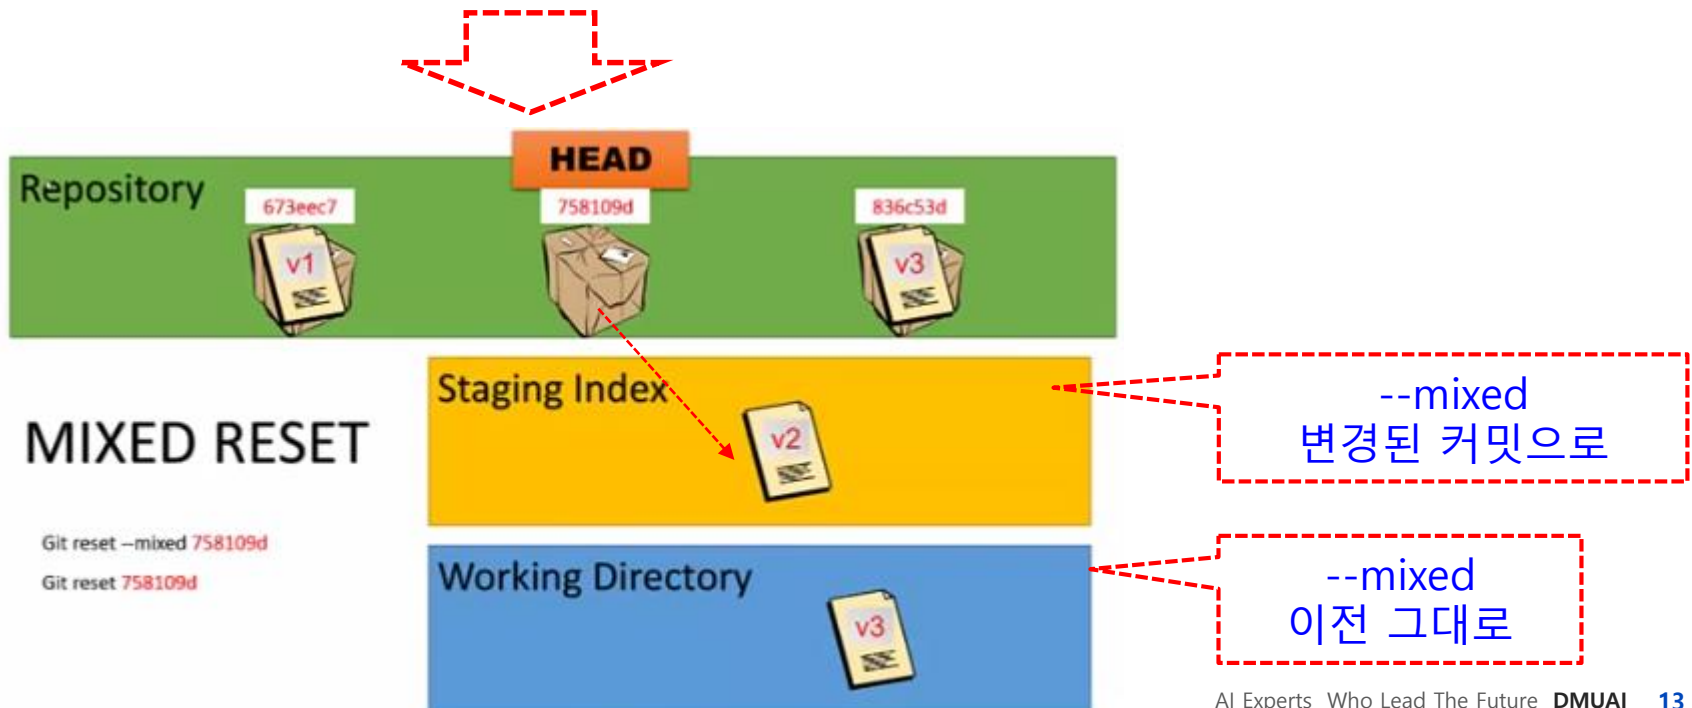 HEAD
Repository
673eec7
758109d
836c53d
v1
v3
Staging Index
v2
--mixed
변경된 커밋으로
MIXED RESET
Git reset --mixed 758109d
Git reset 758109d
Working Directory
v3
--mixed
이전 그대로
AI Experts Who Lead The Future DMUAI 13